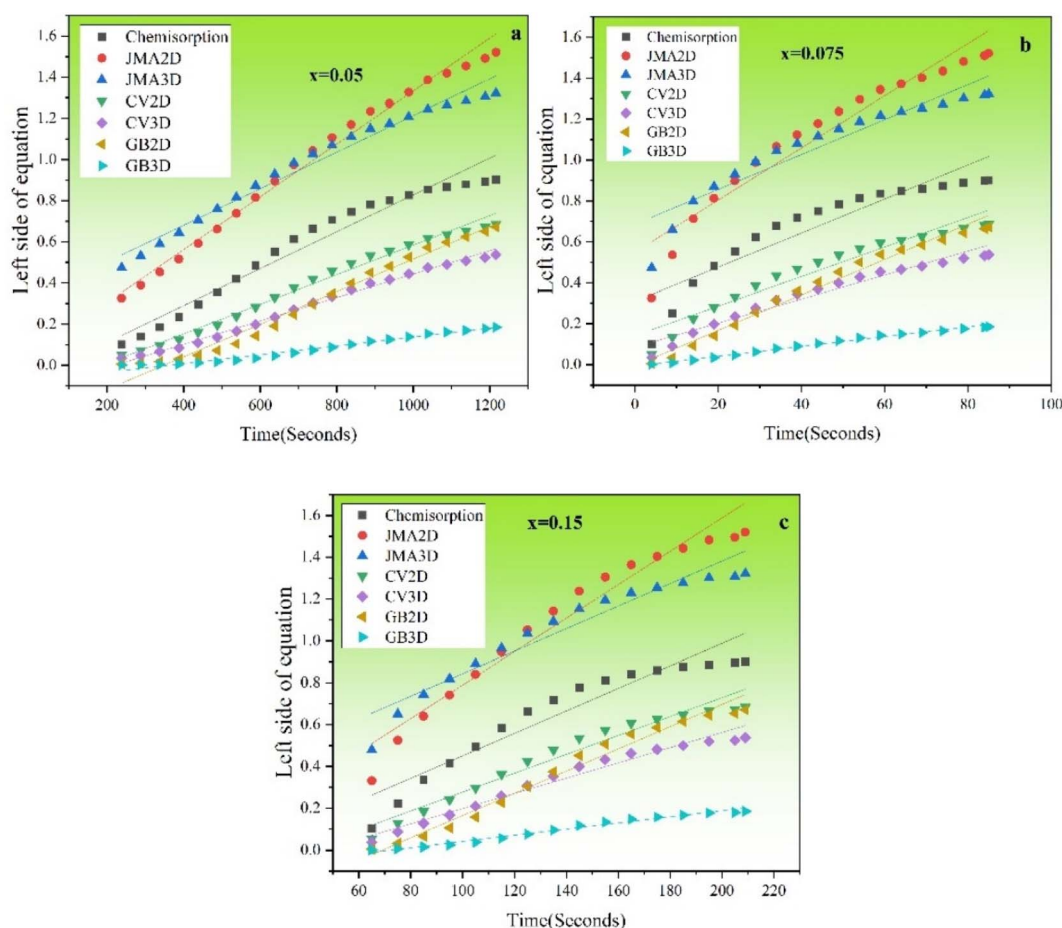 a
x=0.05
Chemisorption
JMA2D
JMA3D
CV2D
CV3D
GB2D
GB3D
Left side of equation
1.6
1.4
1.2
1.0
0.8
0.6
0.4
0.2
0.0
200 400 600 800 1000 1200
Time(Seconds)
b
x=0.075
Chemisorption
JMA2D
JMA3D
CV2D
CV3D
GB2D
GB3D
Left side of equation
1.6
1.4
1.2
1.0
0.8
0.6
0.4
0.2
0.0
0 20 40 60 80 100
Time(Seconds)
c
x=0.15
Chemisorption
JMA2D
JMA3D
CV2D
CV3D
GB2D
GB3D
Left side of equation
1.6
1.4
1.2
1.0
0.8
0.6
0.4
0.2
0.0
60 80 100 120 140 160 180 200 220
Time(Seconds)